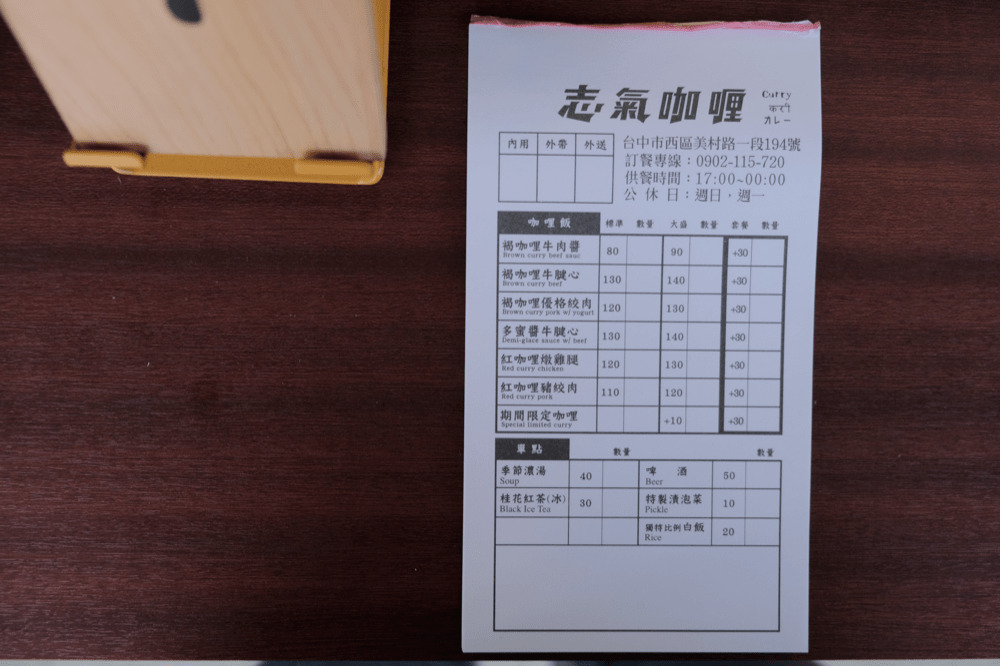 志氣咖喱
Curry
करी
カレー
內用 外帶 外送
台中市西區美村路一段194號
訂餐專線：0902-115-720
供餐時間：17:00~00:00
公休日：週日，週一
咖哩飯 標準 數量 大盛 數量 套餐 數量
褐咖哩牛肉醬 80 90 +30
Brown curry beef sauc
褐咖哩牛腱心 130 140 +30
Brown curry beef
褐咖哩優格絞肉 120 130 +30
Brown curry pork w/ yogurt
多蜜醬牛腱心 130 140 +30
Demi-glace sauce w/ beef
紅咖哩燉雞腿 120 130 +30
Red curry chicken
紅咖哩豬絞肉 110 120 +30
Red curry pork
期間限定咖哩 +10 +30
Special limited curry
單點 數量 數量
季節濃湯 40 啤酒 50
Soup Beer
桂花紅茶(冰) 30 特製漬泡菜 10
Black Ice Tea Pickle
獨特比例白飯 20
Rice